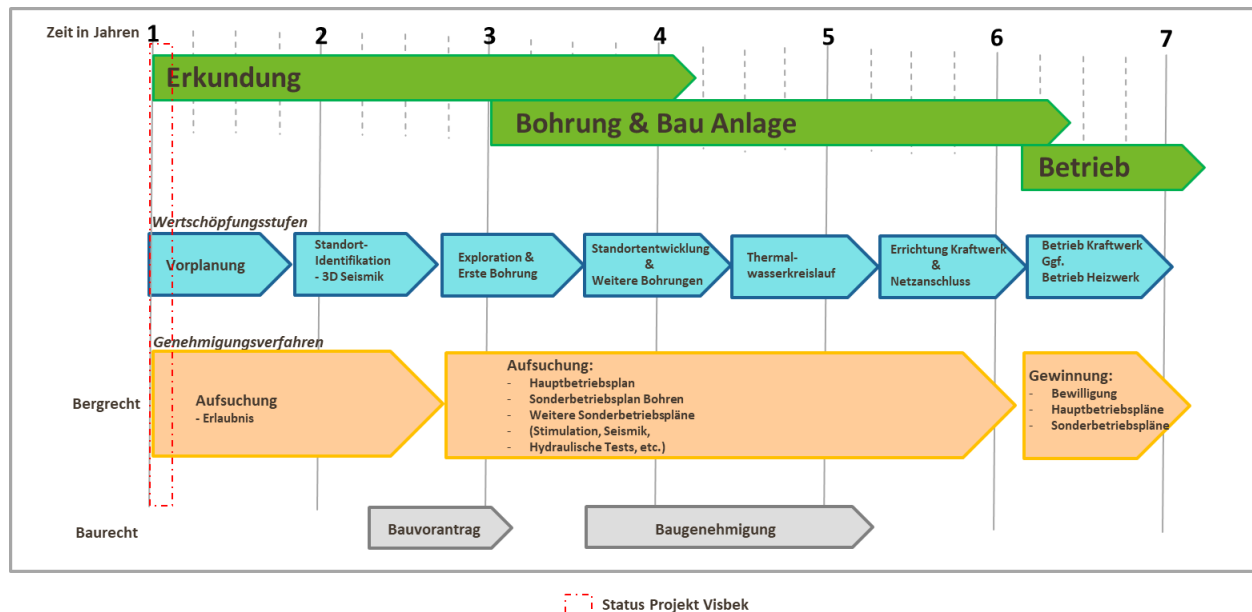 Zeit in Jahren
1 2 3 4 5 6 7
Erkundung
Bohrung & Bau Anlage
Betrieb
Wertschöpfungsstufen
Vorplanung
Standort-
Identifikation
- 3D Seismik
Exploration &
Erste Bohrung
Standortentwicklung
&
Weitere Bohrungen
Thermal-
wasserkreislauf
Errichtung Kraftwerk
&
Netzanschluss
Betrieb Kraftwerk
Ggf.
Betrieb Heizwerk
Genehmigungsverfahren
Bergrecht
Aufsuchung
- Erlaubnis
Aufsuchung:
- Hauptbetriebsplan
- Sonderbetriebsplan Bohren
- Weitere Sonderbetriebspläne
- (Stimulation, Seismik,
- Hydraulische Tests, etc.)
Gewinnung:
- Bewilligung
- Hauptbetriebspläne
- Sonderbetriebspläne
Baurecht
Bauvorantrag
Baugenehmigung
Status Projekt Visbek